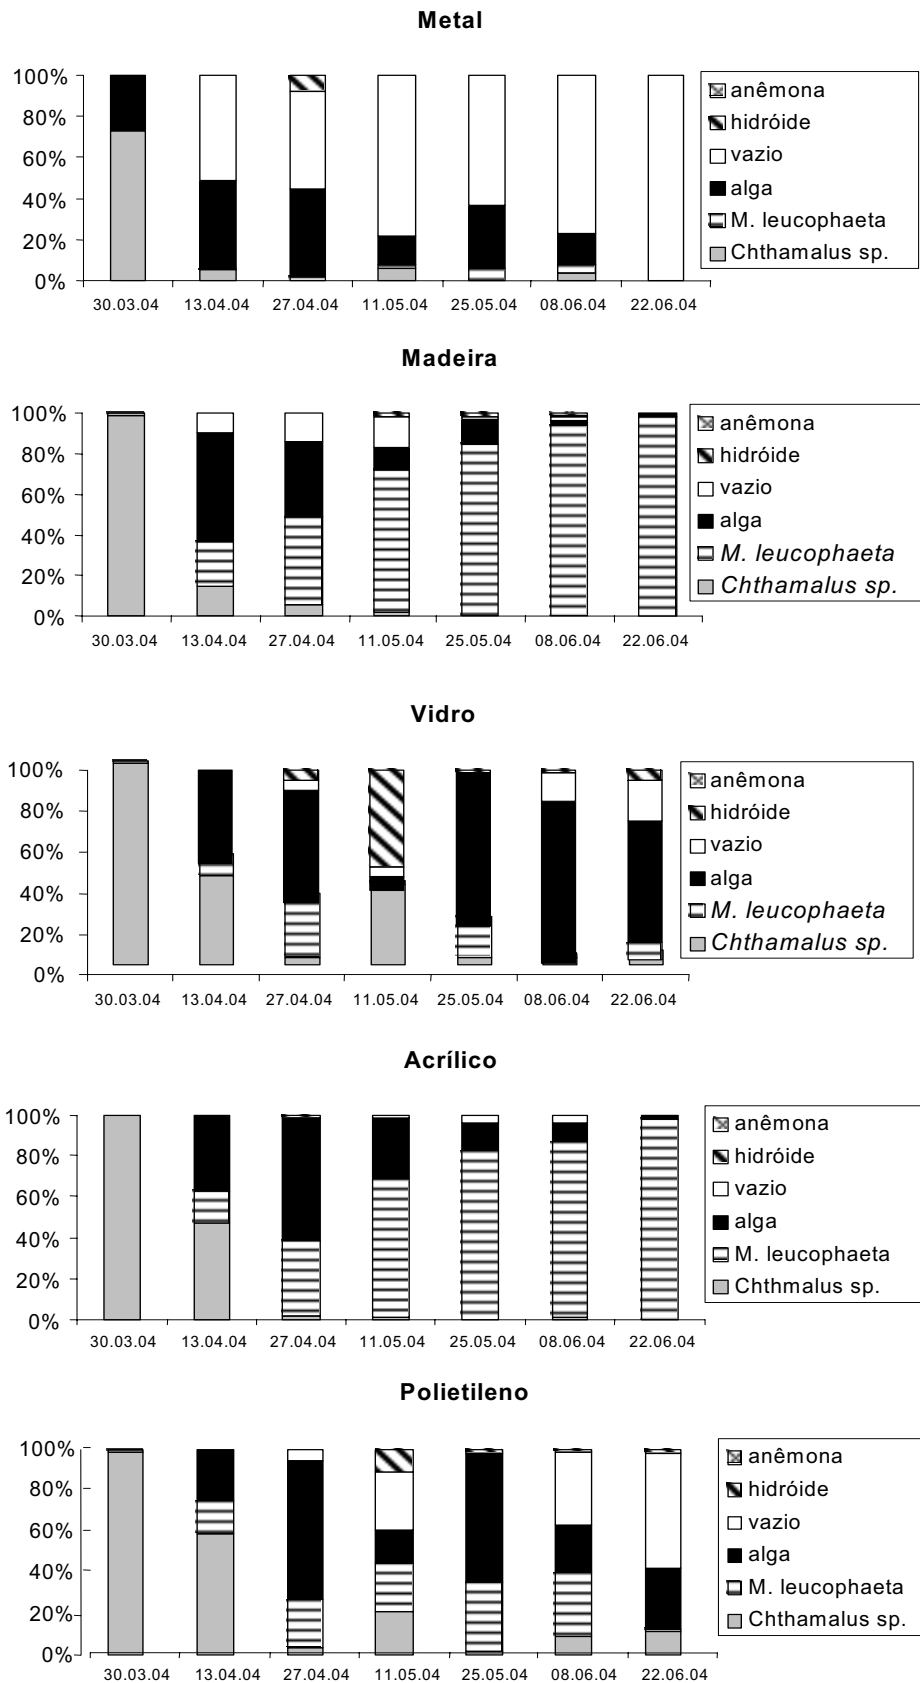 Metal
100%
80%
60%
40%
20%
0%
30.03.04 13.04.04 27.04.04 11.05.04 25.05.04 08.06.04 22.06.04
anêmona
hidróide
vazio
alga
M. leucophaeta
Chthamalus sp.
Madeira
100%
80%
60%
40%
20%
0%
30.03.04 13.04.04 27.04.04 11.05.04 25.05.04 08.06.04 22.06.04
anêmona
hidróide
vazio
alga
M. leucophaeta
Chthamalus sp.
Vidro
100%
80%
60%
40%
20%
0%
30.03.04 13.04.04 27.04.04 11.05.04 25.05.04 08.06.04 22.06.04
anêmona
hidróide
vazio
alga
M. leucophaeta
Chthamalus sp.
Acrílico
100%
80%
60%
40%
20%
0%
30.03.04 13.04.04 27.04.04 11.05.04 25.05.04 08.06.04 22.06.04
anêmona
hidróide
vazio
alga
M. leucophaeta
Chthmalus sp.
Polietileno
100%
80%
60%
40%
20%
0%
30.03.04 13.04.04 27.04.04 11.05.04 25.05.04 08.06.04 22.06.04
anêmona
hidróide
vazio
alga
M. leucophaeta
Chthamalus sp.